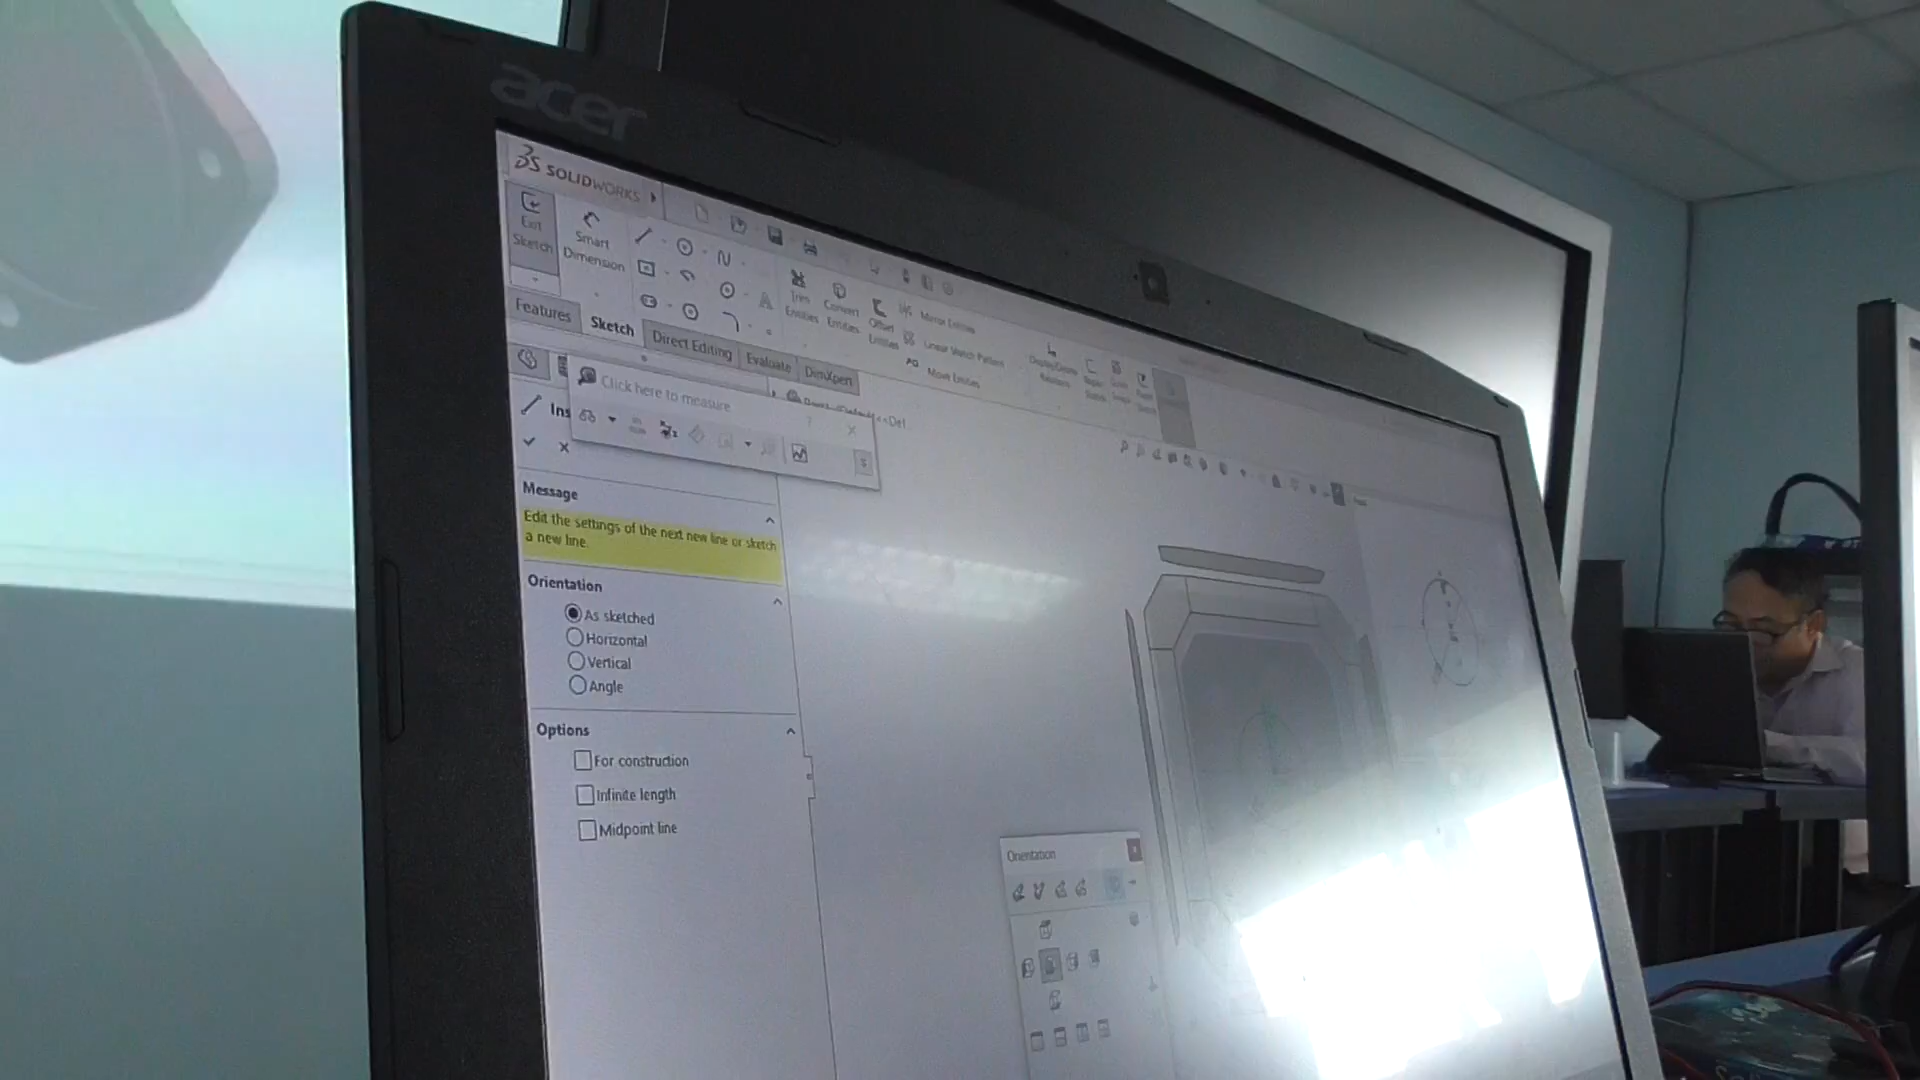 acer
SOLIDWORKS
Exit
Sketch
Smart
Dimension
Trim
Entities
Convert
Entities
Offset
Entities
Mirror Entities
Linear Sketch Pattern
Move Entities
Features
Sketch
Direct Editing
Evaluate
DimXpert
Click here to measure
Ins
Message
Edit the settings of the next new line or sketch
a new line.
Orientation
As sketched
Horizontal
Vertical
Angle
Options
For construction
Infinite length
Midpoint line
Orientation